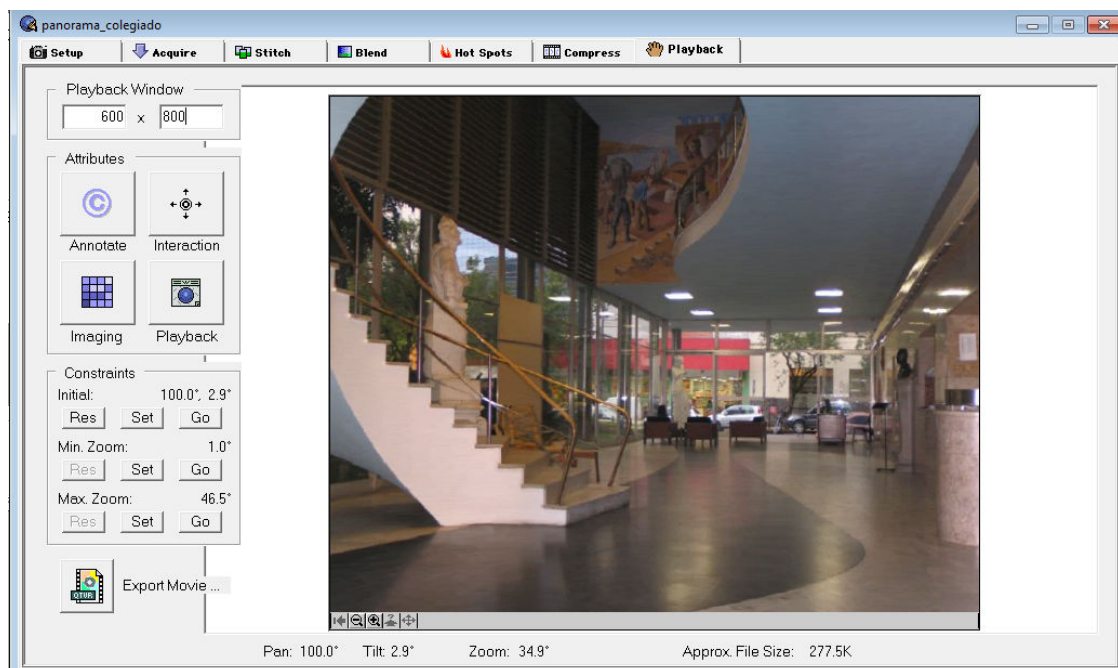 panorama_colegiado
Setup Acquire Stitch Blend Hot Spots Compress Playback
Playback Window
600 x 800
Attributes
Annotate Interaction
Imaging Playback
Constraints
Initial: 100.0°, 2.9°
Res Set Go
Min. Zoom: 1.0°
Res Set Go
Max. Zoom: 46.5°
Res Set Go
QTVR Export Movie ...
Pan: 100.0° Tilt: 2.9° Zoom: 34.9° Approx. File Size: 277.5K